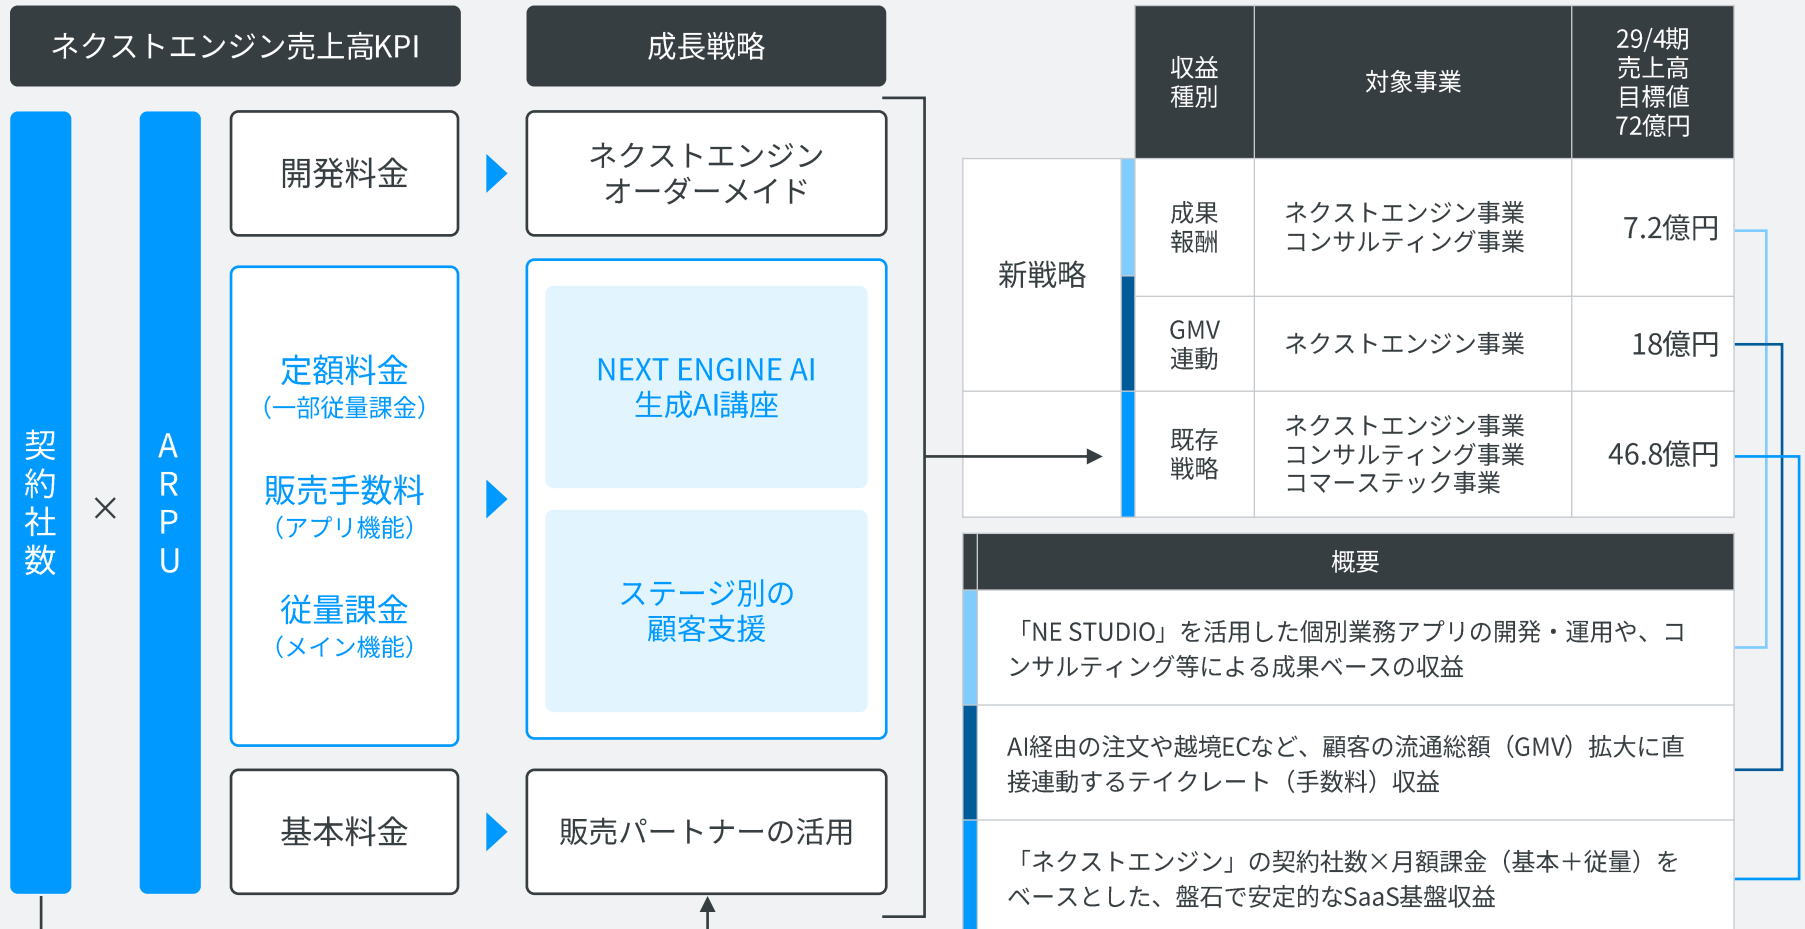 ネクストエンジン売上高KPI
成長戦略
契約社数
×
ARPU
開発料金
ネクストエンジン
オーダーメイド
定額料金
（一部従量課金）
販売手数料
（アプリ機能）
従量課金
（メイン機能）
NEXT ENGINE AI
生成AI講座
ステージ別の
顧客支援
基本料金
販売パートナーの活用
収益
種別
対象事業
29/4期
売上高
目標値
72億円
新戦略
成果
報酬
ネクストエンジン事業
コンサルティング事業
7.2億円
GMV
連動
ネクストエンジン事業
18億円
既存
戦略
ネクストエンジン事業
コンサルティング事業
コマーステック事業
46.8億円
概要
「NE STUDIO」を活用した個別業務アプリの開発・運用や、コ
ンサルティング等による成果ベースの収益
AI経由の注文や越境ECなど、顧客の流通総額（GMV）拡大に直
接連動するテイクレート（手数料）収益
「ネクストエンジン」の契約社数×月額課金（基本＋従量）を
ベースとした、盤石で安定的なSaaS基盤収益